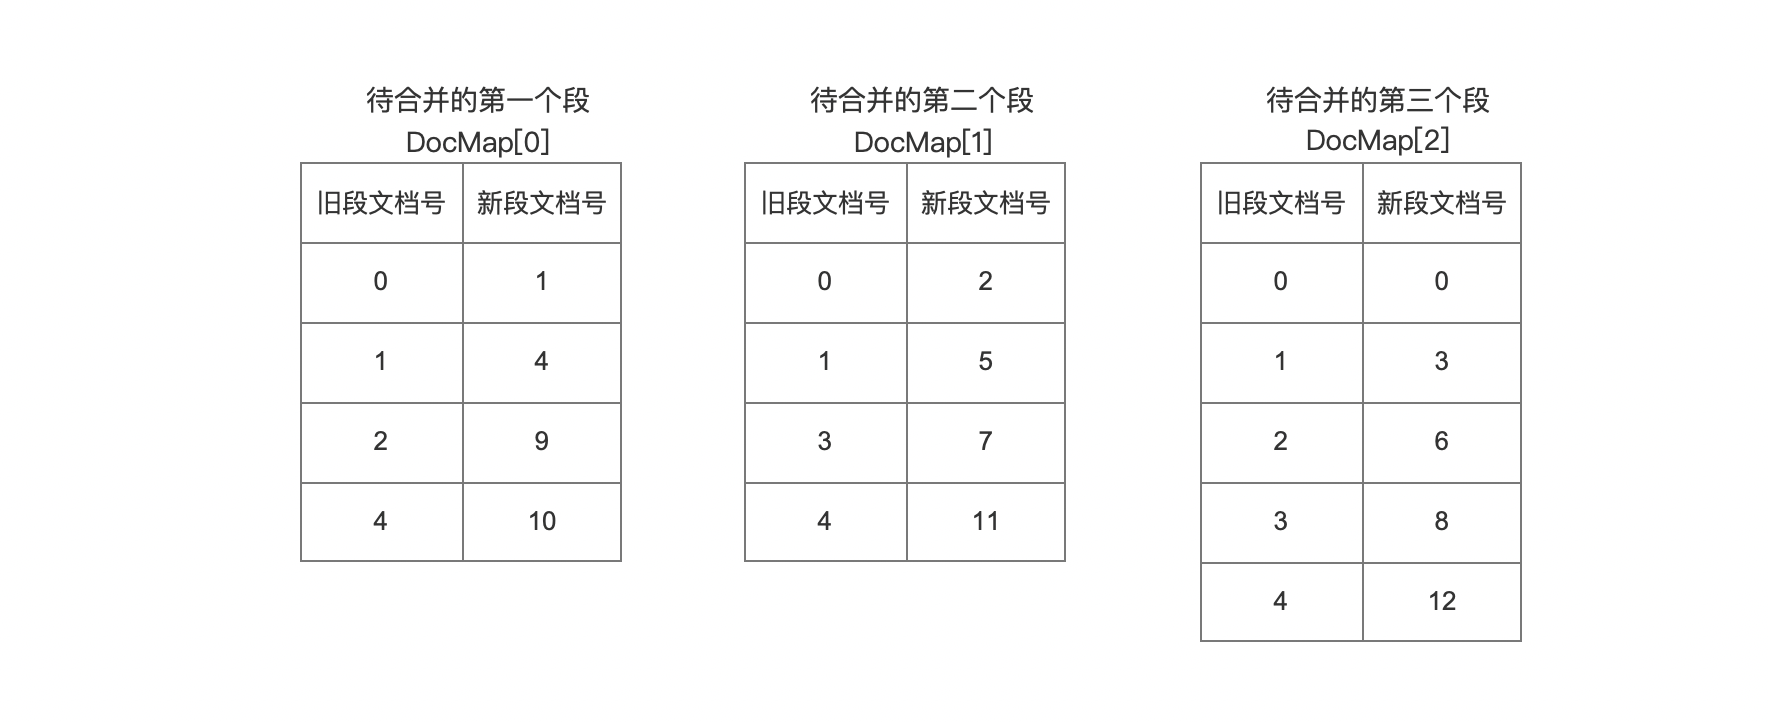 待合并的第一个段
DocMap[0]
旧段文档号 新段文档号
0 1
1 4
2 9
4 10
待合并的第二个段
DocMap[1]
旧段文档号 新段文档号
0 2
1 5
3 7
4 11
待合并的第三个段
DocMap[2]
旧段文档号 新段文档号
0 0
1 3
2 6
3 8
4 12